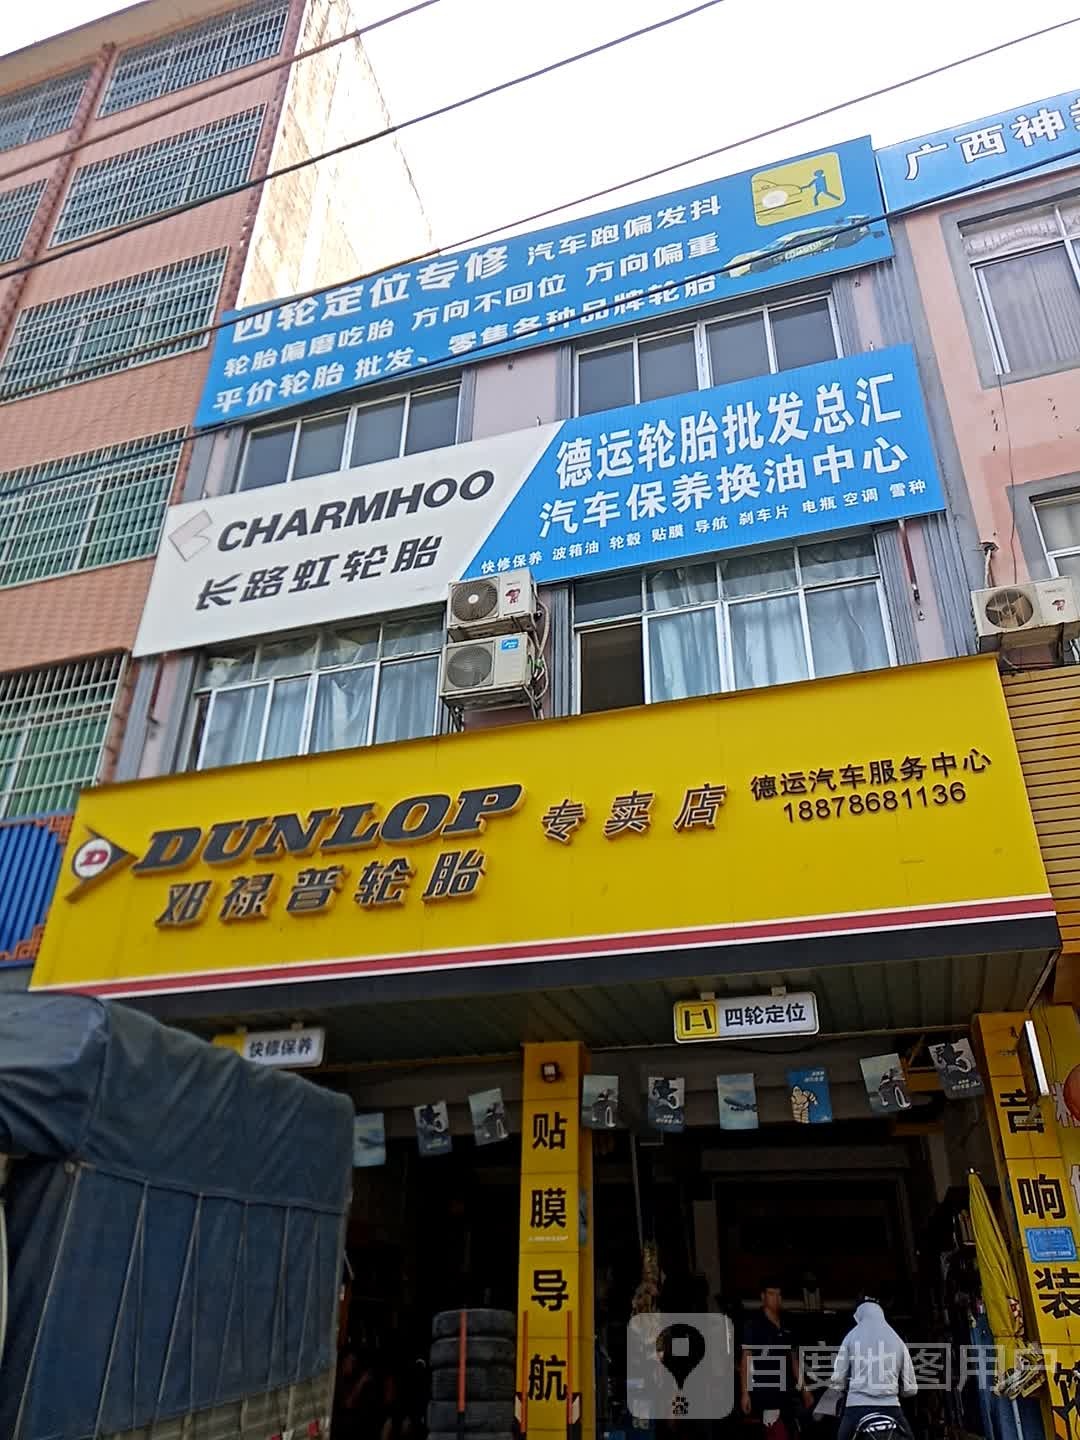 广西神
四轮定位专修 汽车跑偏发抖
轮胎偏磨吃胎 方向不回位 方向偏重
平价轮胎 批发、零售各种品牌轮胎
CHARMHOO
长路虹轮胎
德运轮胎批发总汇
汽车保养换油中心
快修保养 波箱油 轮毂 贴膜 导航 刹车片 电瓶 空调 雪种
DUNLOP
邓禄普轮胎
专卖店
德运汽车服务中心
18878681136
D
快修保养
四轮定位
贴膜导航
音响装
百度地图用户